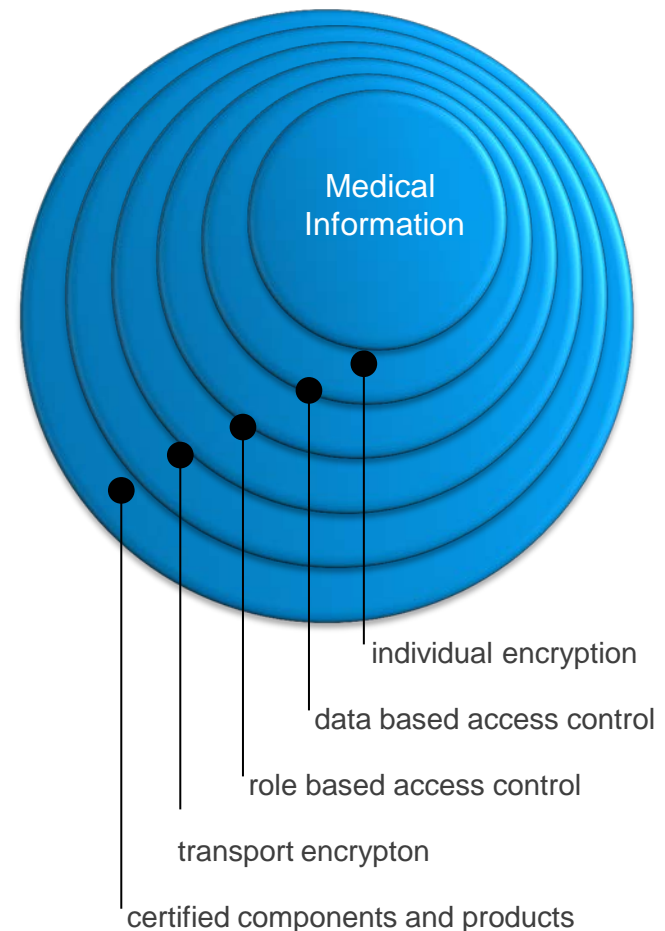 Medical
Information
individual encryption
data based access control
role based access control
transport encrypton
certified components and products